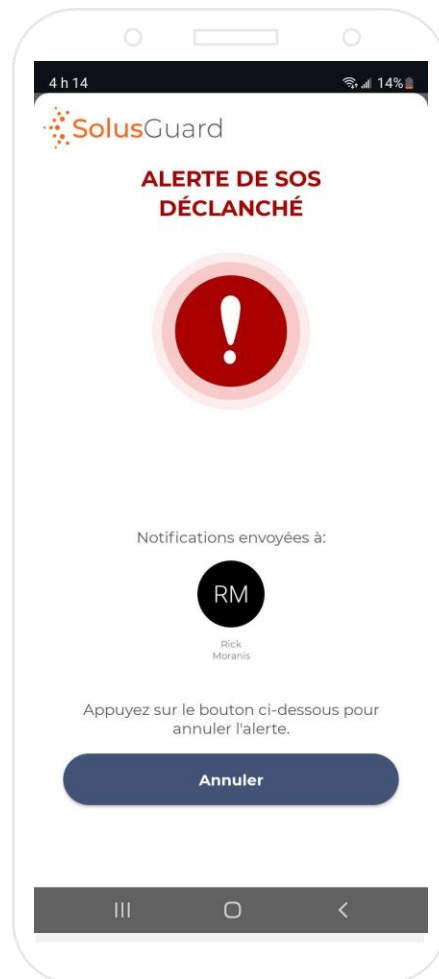 4 h 14 14%
SolusGuard
ALERTE DE SOS
DÉCLANCHÉ
!
Notifications envoyées à:
RM
Rick
Moranis
Appuyez sur le bouton ci-dessous pour
annuler l'alerte.
Annuler